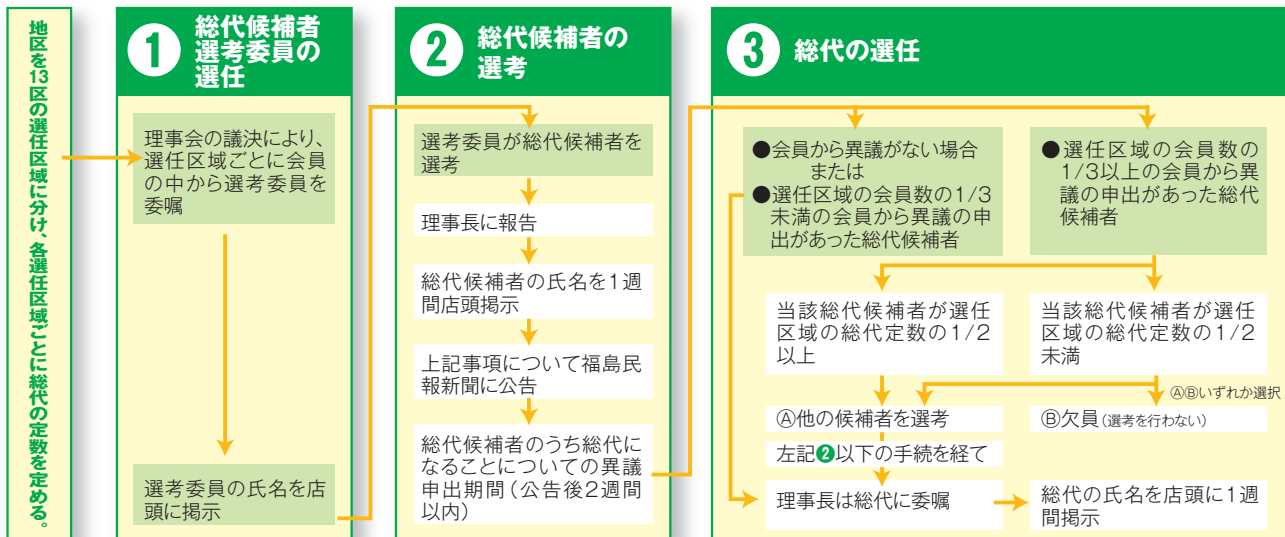 地区を13区の選任区域に分け、各選任区域ごとに総代の定数を定める。
1
総代候補者
選考委員の
選任
理事会の議決により、
選任区域ごとに会員
の中から選考委員を
委嘱
選考委員の氏名を店
頭に掲示
2
総代候補者の
選考
選考委員が総代候補者を
選考
理事長に報告
総代候補者の氏名を1週
間店頭掲示
上記事項について福島民
報新聞に公告
総代候補者のうち総代に
なることについての異議
申出期間(公告後2週間
以内)
3
総代の選任
●会員から異議がない場合
または
●選任区域の会員数の1/3
未満の会員から異議の申
出があった総代候補者
●選任区域の会員数の
1/3以上の会員から異
議の申出があった総代
候補者
当該総代候補者が選任
区域の総代定数の1/2
以上
当該総代候補者が選任
区域の総代定数の1/2
未満
ⒶⒷいずれか選択
Ⓐ他の候補者を選考
Ⓑ欠員(選考を行わない)
左記❷以下の手続を経て
理事長は総代に委嘱
総代の氏名を店頭に1週
間掲示